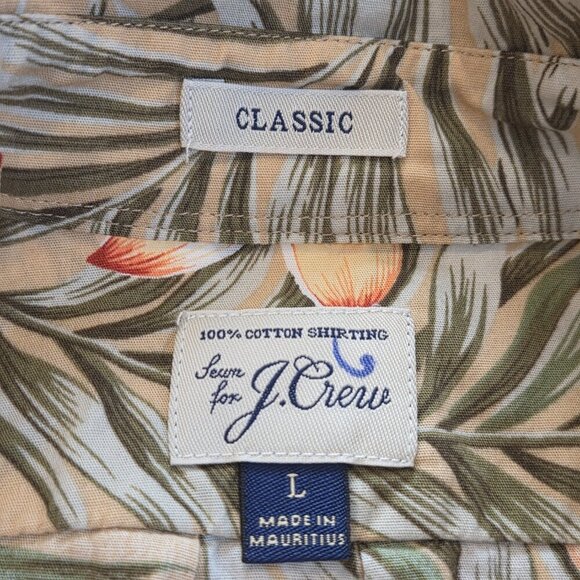 CLASSIC
100% COTTON SHIRTING
Sewn for J.Crew
L
MADE IN
MAURITIUS